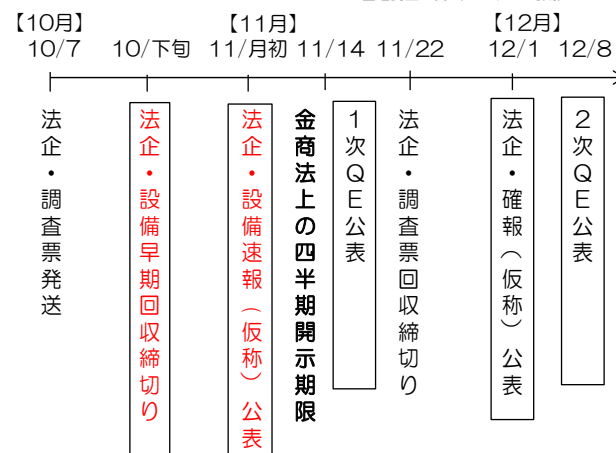 【10月】
【11月】
【12月】
10/7
10/下旬
11/月初
11/14
11/22
12/1
12/8
法企・調査票発送
法企・設備早期回収締切り
法企・設備速報（仮称）公表
金商法上の四半期開示期限
1次QE公表
法企・調査票回収締切り
法企・確報（仮称）公表
2次QE公表